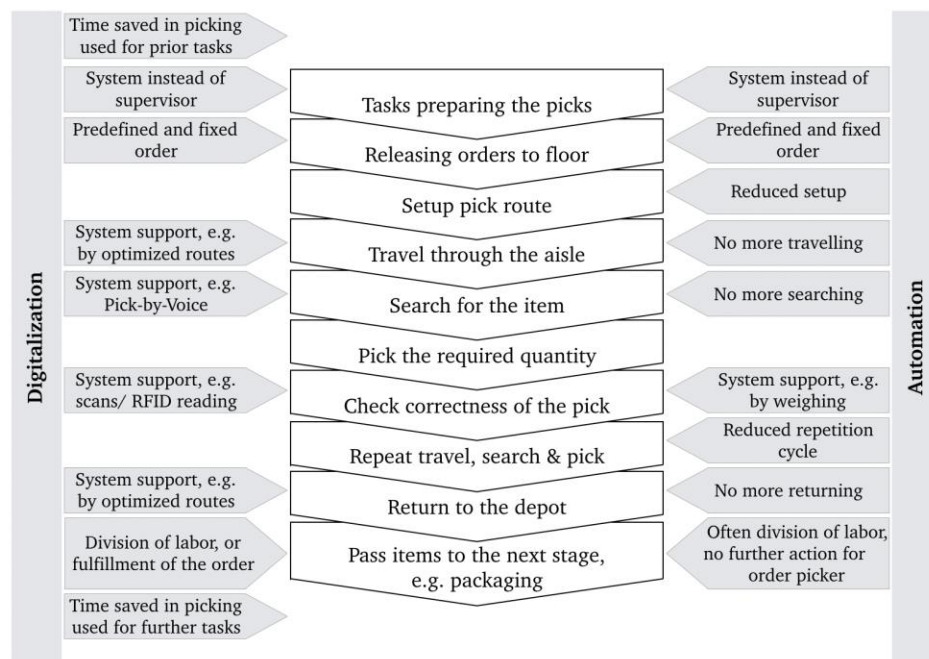 Time saved in picking
used for prior tasks
System instead of
supervisor
Tasks preparing the picks
System instead of
supervisor
Predefined and fixed
order
Releasing orders to floor
Predefined and fixed
order
Setup pick route
Reduced setup
System support, e.g.
by optimized routes
Travel through the aisle
No more travelling
System support, e.g.
Pick-by-Voice
Search for the item
No more searching
Pick the required quantity
System support, e.g.
scans/ RFID reading
Check correctness of the pick
System support, e.g.
by weighing
Repeat travel, search & pick
Reduced repetition
cycle
System support, e.g.
by optimized routes
Return to the depot
No more returning
Division of labor, or
fulfillment of the order
Pass items to the next stage,
e.g. packaging
Often division of labor,
no further action for
order picker
Time saved in picking
used for further tasks
Digitalization
Automation